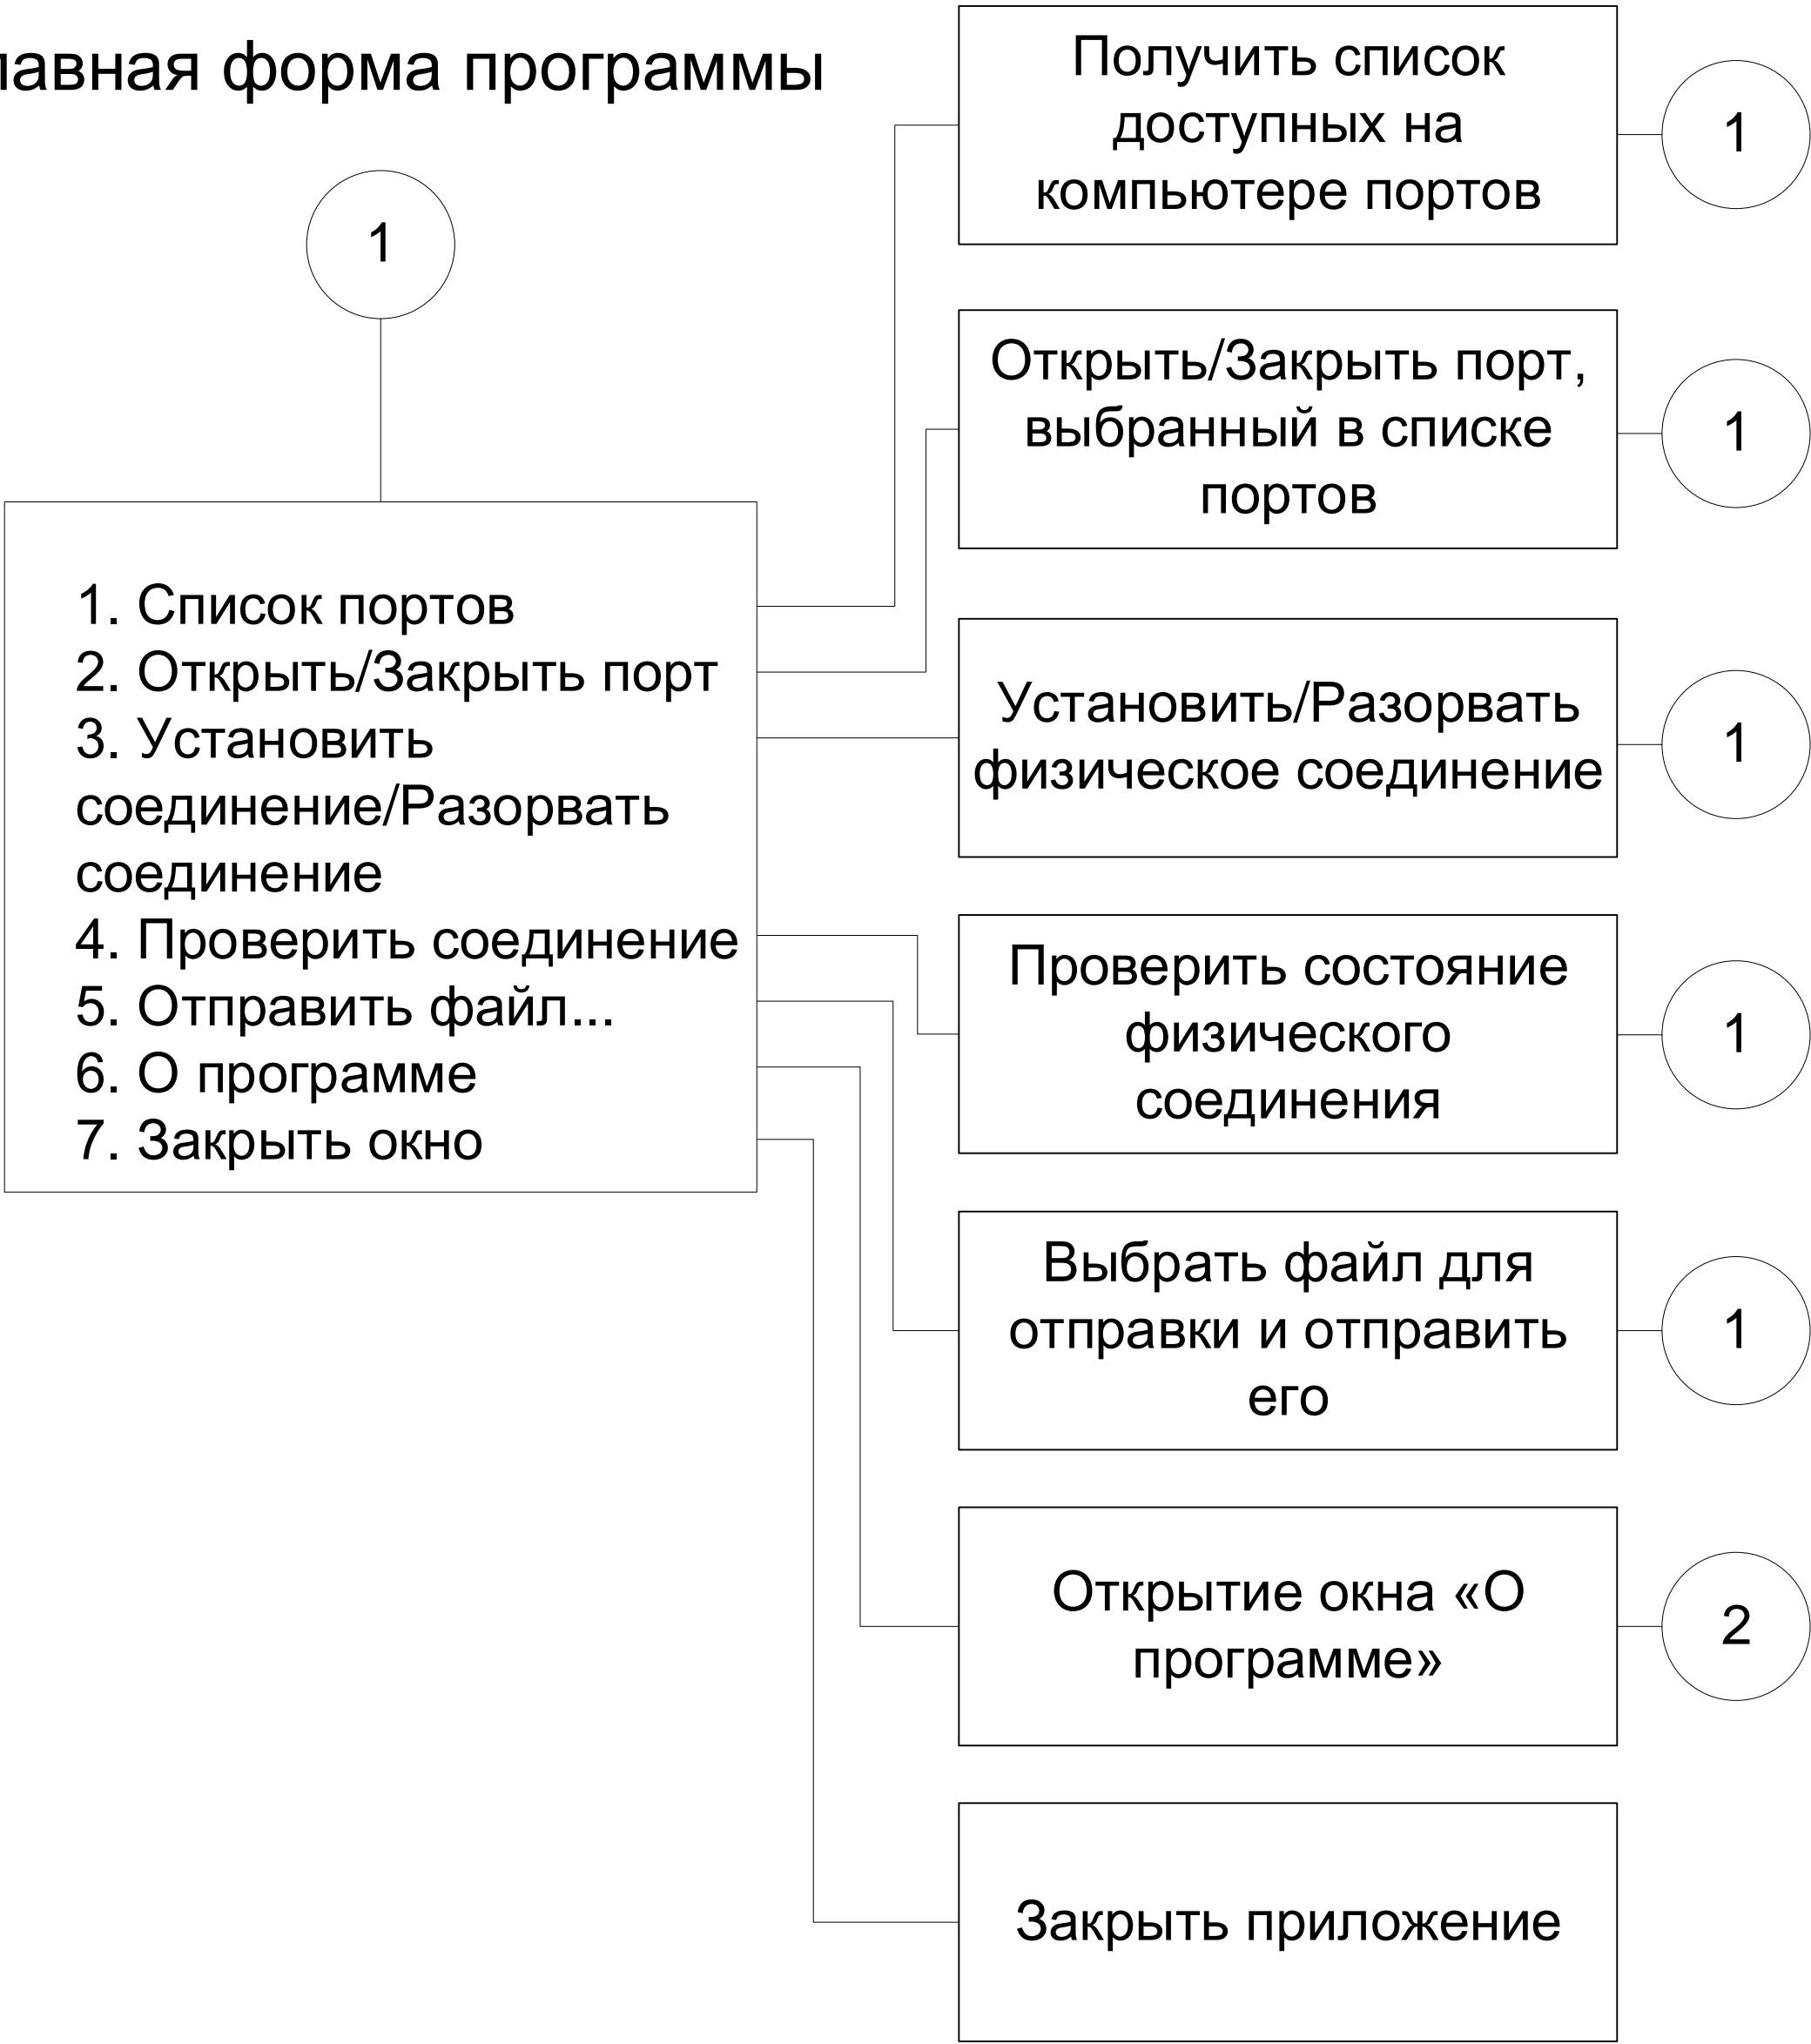 лавная форма программы
1
1. Список портов
2. Открыть/Закрыть порт
3. Установить
соединение/Разорвать
соединение
4. Проверить соединение
5. Отправить файл...
6. О программе
7. Закрыть окно
Получить список
доступных на
компьютере портов
1
Открыть/Закрыть порт,
выбранный в списке
портов
1
Установить/Разорвать
физическое соединение
1
Проверить состояние
физического
соединения
1
Выбрать файл для
отправки и отправить
его
1
Открытие окна «О
программе»
2
Закрыть приложение